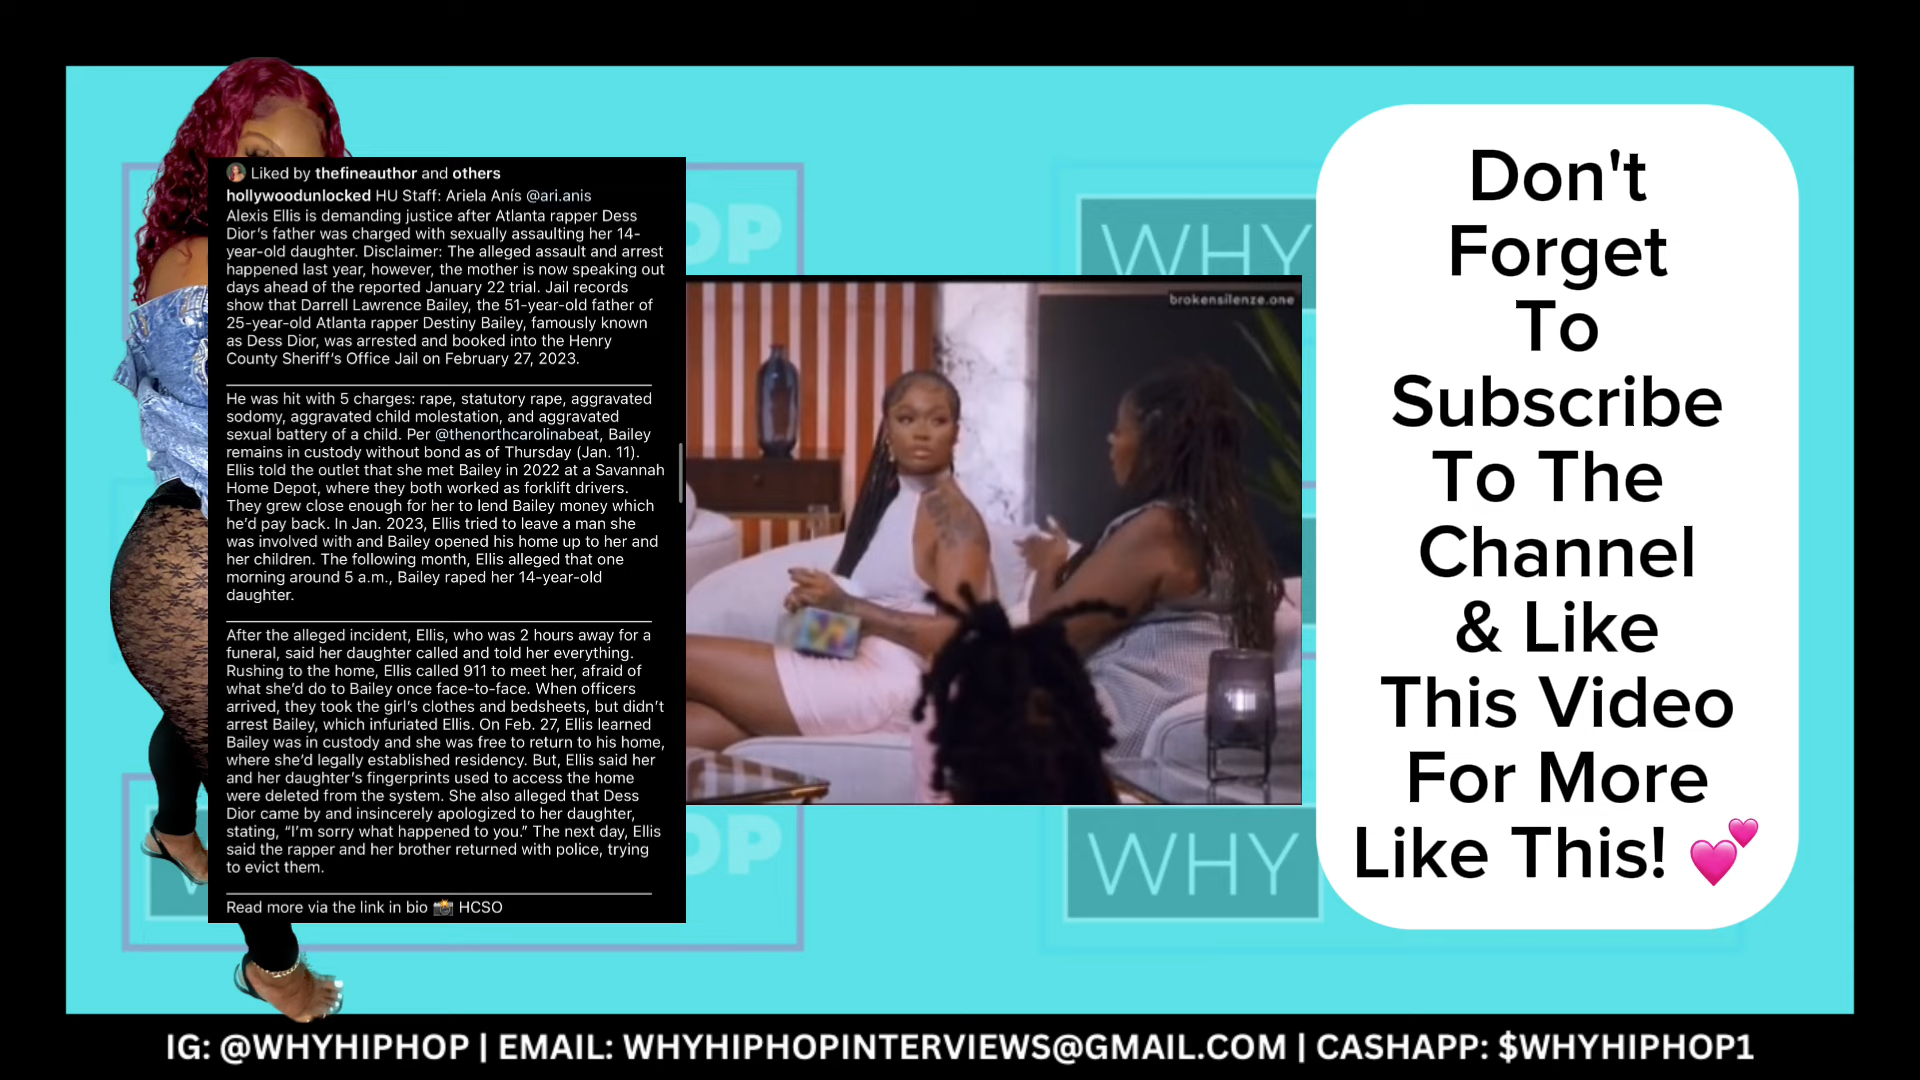 Liked by thefineauthor and others
hollywoodunlocked HU Staff: Ariela Anís @ari.anis
Alexis Ellis is demanding justice after Atlanta rapper Dess
Dior's father was charged with sexually assaulting her 14-
year-old daughter. Disclaimer: The alleged assault and arrest
happened last year, however, the mother is now speaking out
days ahead of the reported January 22 trial. Jail records
show that Darrell Lawrence Bailey, the 51-year-old father of
25-year-old Atlanta rapper Destiny Bailey, famously known
as Dess Dior, was arrested and booked into the Henry
County Sheriff's Office Jail on February 27, 2023.
He was hit with 5 charges: rape, statutory rape, aggravated
sodomy, aggravated child molestation, and aggravated
sexual battery of a child. Per @thenorthcarolinabeat, Bailey
remains in custody without bond as of Thursday (Jan. 11).
Ellis told the outlet that she met Bailey in 2022 at a Savannah
Home Depot, where they both worked as forklift drivers.
They grew close enough for her to lend Bailey money which
he'd pay back. In Jan. 2023, Ellis tried to leave a man she
was involved with and Bailey opened his home up to her and
her children. The following month, Ellis alleged that one
morning around 5 a.m., Bailey raped her 14-year-old
daughter.
After the alleged incident, Ellis, who was 2 hours away for a
funeral, said her daughter called and told her everything.
Rushing to the home, Ellis called 911 to meet her, afraid of
what she'd do to Bailey once face-to-face. When officers
arrived, they took the girl's clothes and bedsheets, but didn't
arrest Bailey, which infuriated Ellis. On Feb. 27, Ellis learned
Bailey was in custody and she was free to return to his home,
where she'd legally established residency. But, Ellis said her
and her daughter's fingerprints used to access the home
were deleted from the system. She also alleged that Dess
Dior came by and insincerely apologized to her daughter,
stating, "I'm sorry what happened to you." The next day, Ellis
said the rapper and her brother returned with police, trying
to evict them.
Read more via the link in bio 📸 HCSO
OP
WHY
brokensilenze.one
OP
WHY
Don't
Forget
To
Subscribe
To The
Channel
& Like
This Video
For More
Like This! 💕
IG: @WHYHIPHOP | EMAIL: WHYHIPHOPINTERVIEWS@GMAIL.COM | CASHAPP: $WHYHIPHOP1